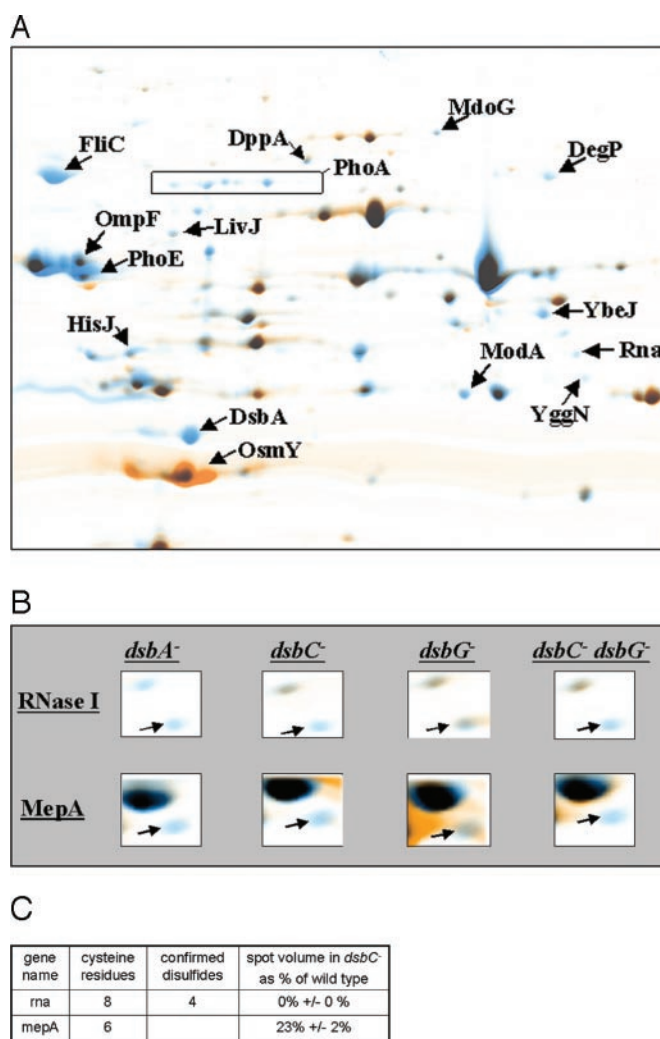 A
MdoG
DppA
DegP
FliC
PhoA
OmpF
LivJ
PhoE
YbeJ
HisJ
ModA
Rna
YggN
DsbA
OsmY
B
dsbA- dsbC- dsbG- dsbC- dsbG-
RNase I
MepA
C
gene name cysteine residues confirmed disulfides spot volume in dsbC- as % of wild type
rna 8 4 0% +/- 0 %
mepA 6 23% +/- 2%